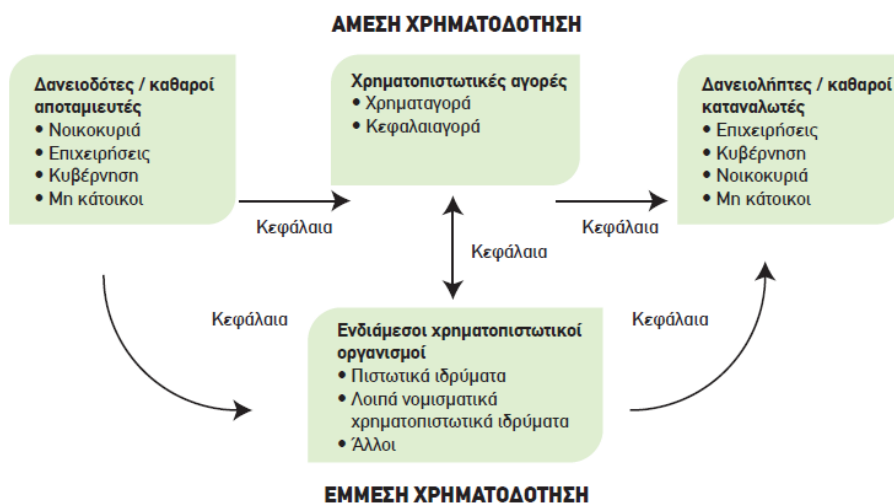 ΑΜΕΣΗ ΧΡΗΜΑΤΟΔΟΤΗΣΗ
Δανειοδότες / καθαροί
αποταμιευτές
• Νοικοκυριά
• Επιχειρήσεις
• Κυβέρνηση
• Μη κάτοικοι
Χρηματοπιστωτικές αγορές
• Χρηματαγορά
• Κεφαλαιαγορά
Δανειολήπτες / καθαροί
καταναλωτές
• Επιχειρήσεις
• Κυβέρνηση
• Νοικοκυριά
• Μη κάτοικοι
Κεφάλαια
Κεφάλαια
Κεφάλαια
Κεφάλαια
Κεφάλαια
Ενδιάμεσοι χρηματοπιστωτικοί
οργανισμοί
• Πιστωτικά ιδρύματα
• Λοιπά νομισματικά
χρηματοπιστωτικά ιδρύματα
• Άλλοι
ΕΜΜΕΣΗ ΧΡΗΜΑΤΟΔΟΤΗΣΗ